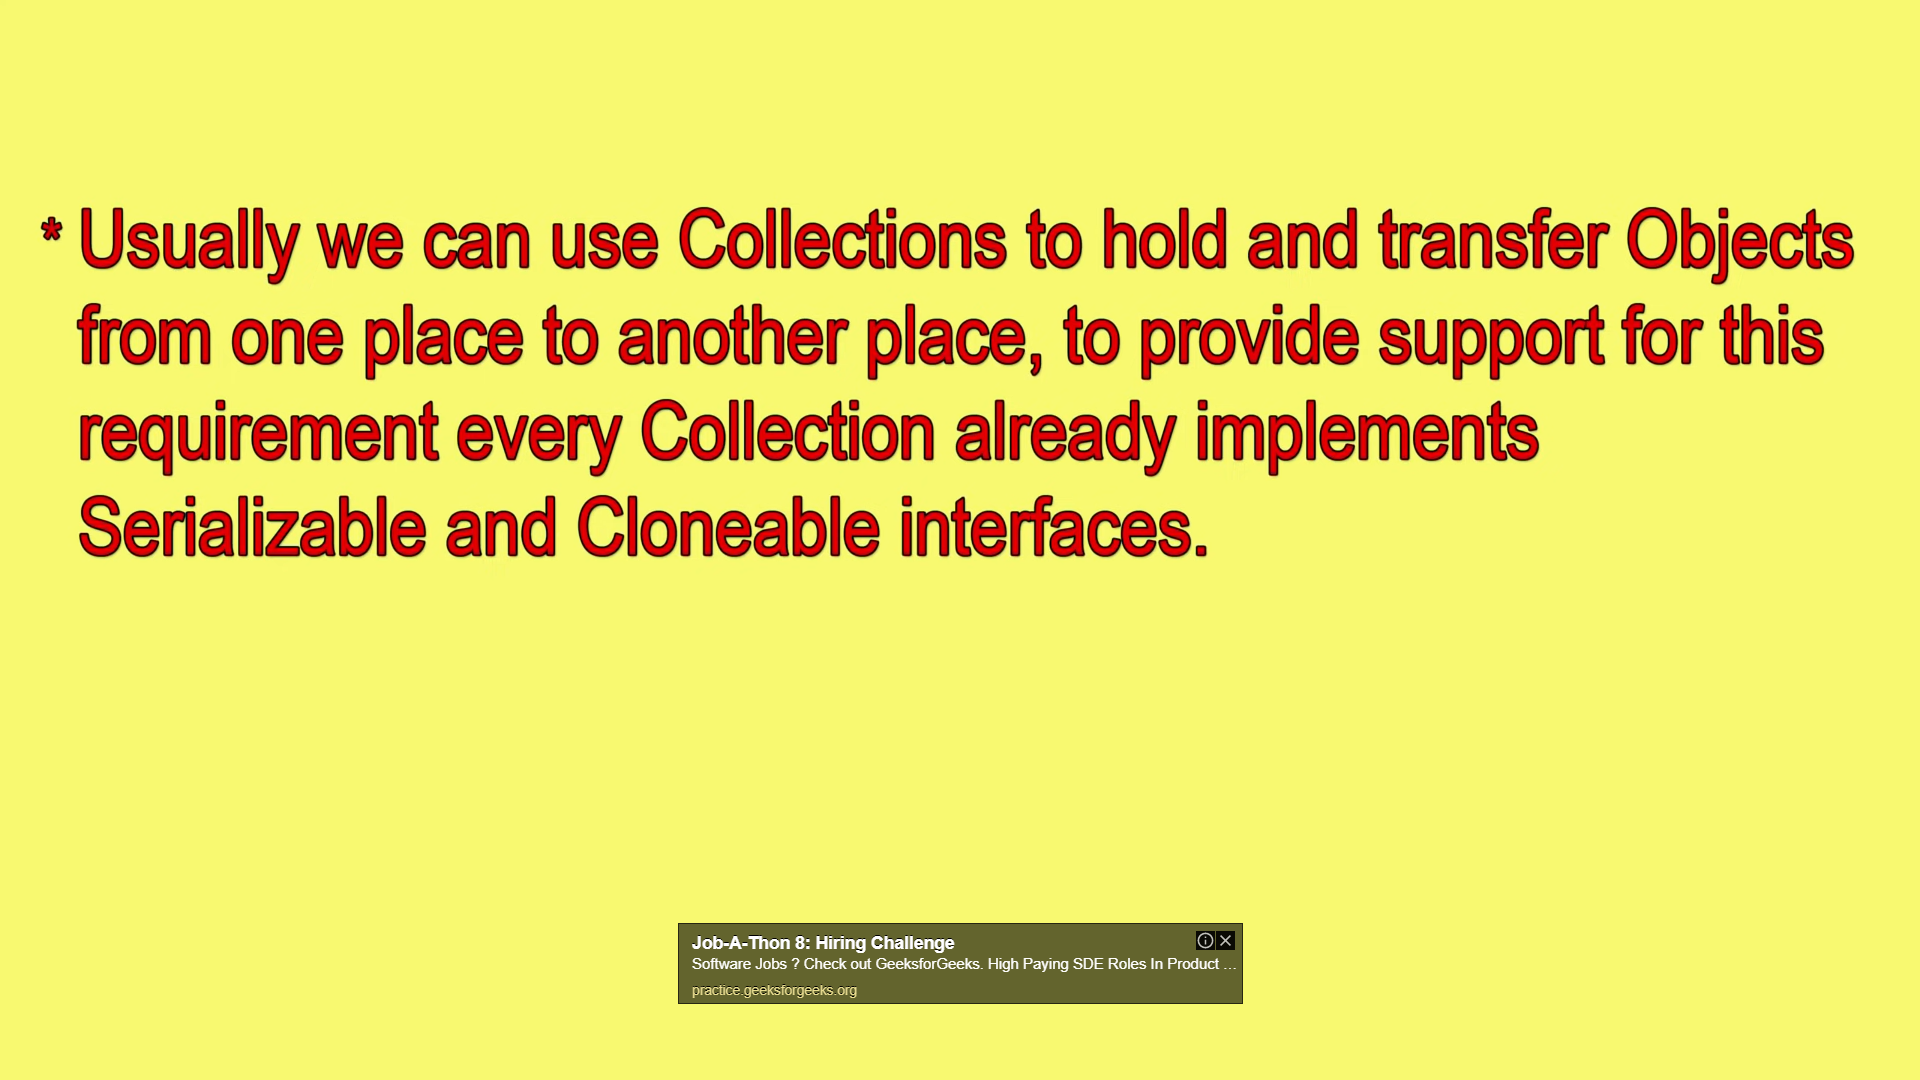 * Usually we can use Collections to hold and transfer Objects
from one place to another place, to provide support for this
requirement every Collection already implements
Serializable and Cloneable interfaces.
Job-A-Thon 8: Hiring Challenge
Software Jobs ? Check out GeeksforGeeks. High Paying SDE Roles In Product ...
practice.geeksforgeeks.org